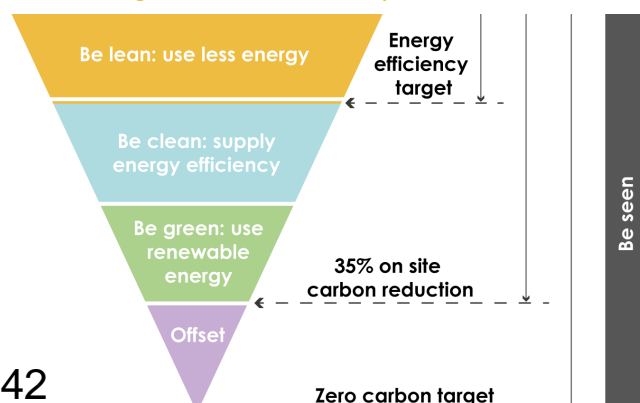 Be lean: use less energy
Energy
efficiency
target
Be clean: supply
energy efficiency
Be green: use
renewable
energy
35% on site
carbon reduction
Offset
Zero carbon target
Be seen
42